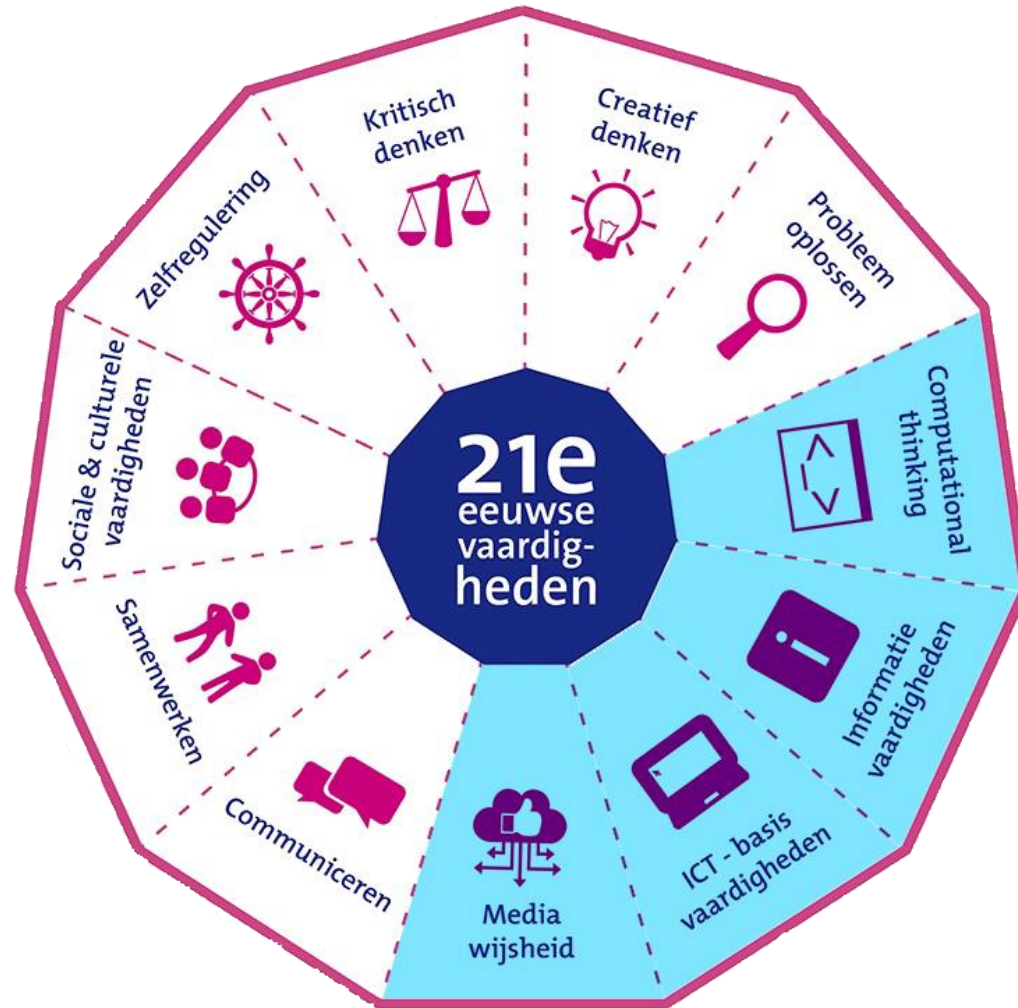 21e
eeuwse
vaardig-
heden
Kritisch
denken
Creatief
denken
Probleem
oplossen
Computational
thinking
Informatie
vaardigheden
ICT - basis
vaardigheden
Media
wijsheid
Communiceren
Samenwerken
Sociale & culturele
vaardigheden
Zelfregulering